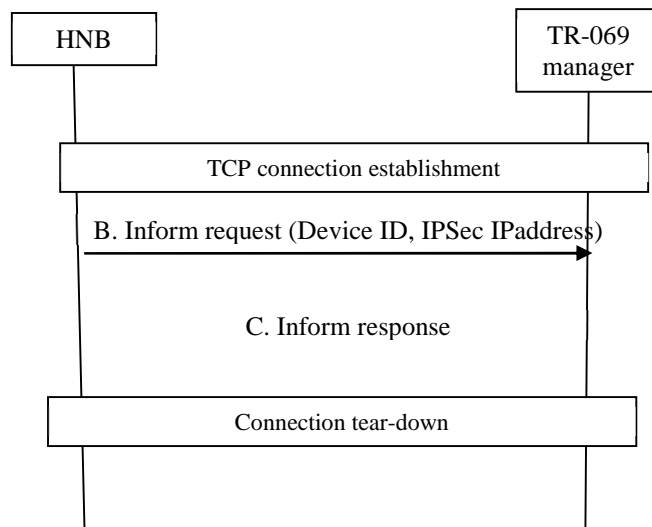 HNB
TR-069
manager
TCP connection establishment
B. Inform request (Device ID, IPSec IPaddress)
C. Inform response
Connection tear-down